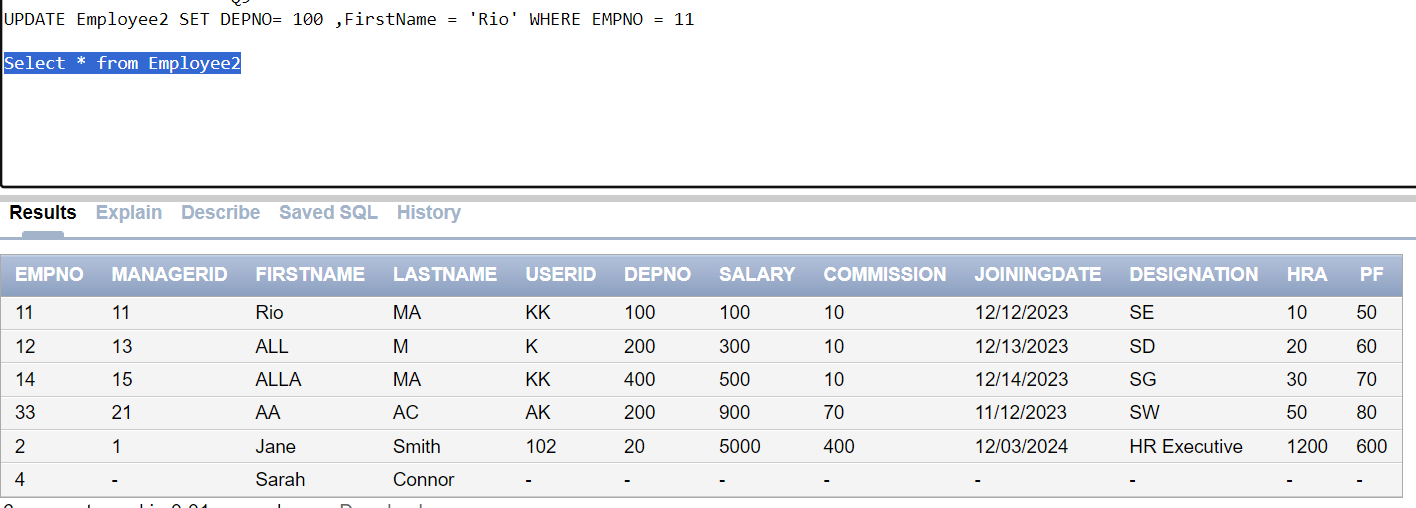 UPDATE Employee2 SET DEPNO= 100 ,FirstName = 'Rio' WHERE EMPNO = 11
Select * from Employee2
Results Explain Describe Saved SQL History
EMPNO MANAGERID FIRSTNAME LASTNAME USERID DEPNO SALARY COMMISSION JOININGDATE DESIGNATION HRA PF
11 11 Rio MA KK 100 100 10 12/12/2023 SE 10 50
12 13 ALL M K 200 300 10 12/13/2023 SD 20 60
14 15 ALLA MA KK 400 500 10 12/14/2023 SG 30 70
33 21 AA AC AK 200 900 70 11/12/2023 SW 50 80
2 1 Jane Smith 102 20 5000 400 12/03/2024 HR Executive 1200 600
4 - Sarah Connor - - - - - - - -